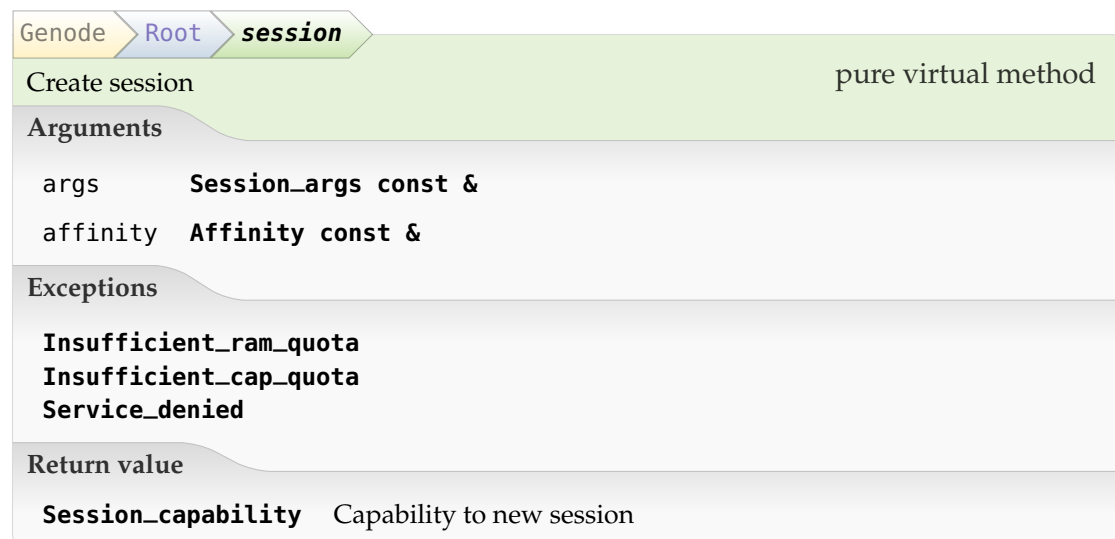 Genode Root session
Create session
pure virtual method
Arguments
args Session_args const &
affinity Affinity const &
Exceptions
Insufficient_ram_quota
Insufficient_cap_quota
Service_denied
Return value
Session_capability Capability to new session